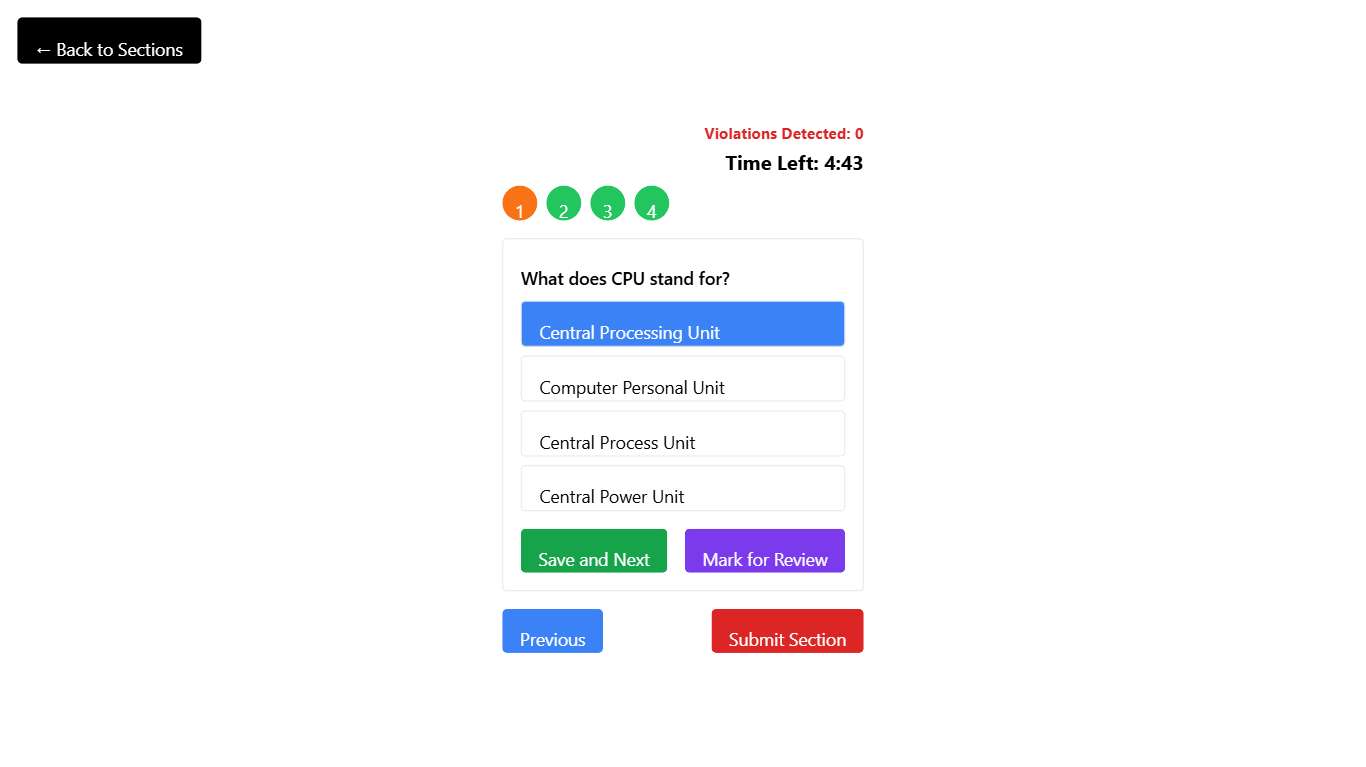 ← Back to Sections
Violations Detected: 0
Time Left: 4:43
1 2 3 4
What does CPU stand for?
Central Processing Unit
Computer Personal Unit
Central Process Unit
Central Power Unit
Save and Next Mark for Review
Previous Submit Section